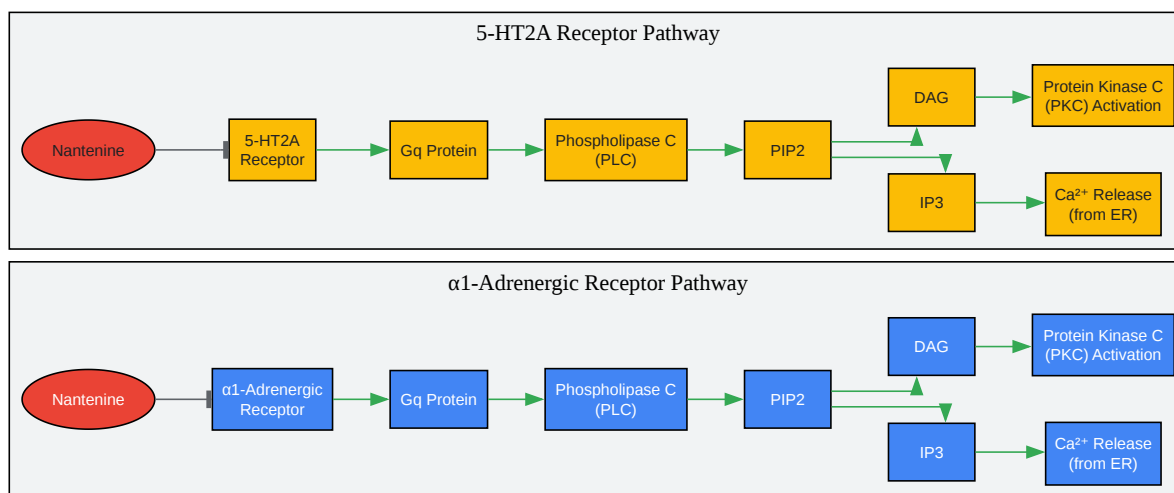 5-HT2A Receptor Pathway
Nantenine
5-HT2A
Receptor
Gq Protein
Phospholipase C
(PLC)
PIP2
DAG
Protein Kinase C
(PKC) Activation
IP3
Ca²⁺ Release
(from ER)
α1-Adrenergic Receptor Pathway
Nantenine
α1-Adrenergic
Receptor
Gq Protein
Phospholipase C
(PLC)
PIP2
DAG
Protein Kinase C
(PKC) Activation
IP3
Ca²⁺ Release
(from ER)